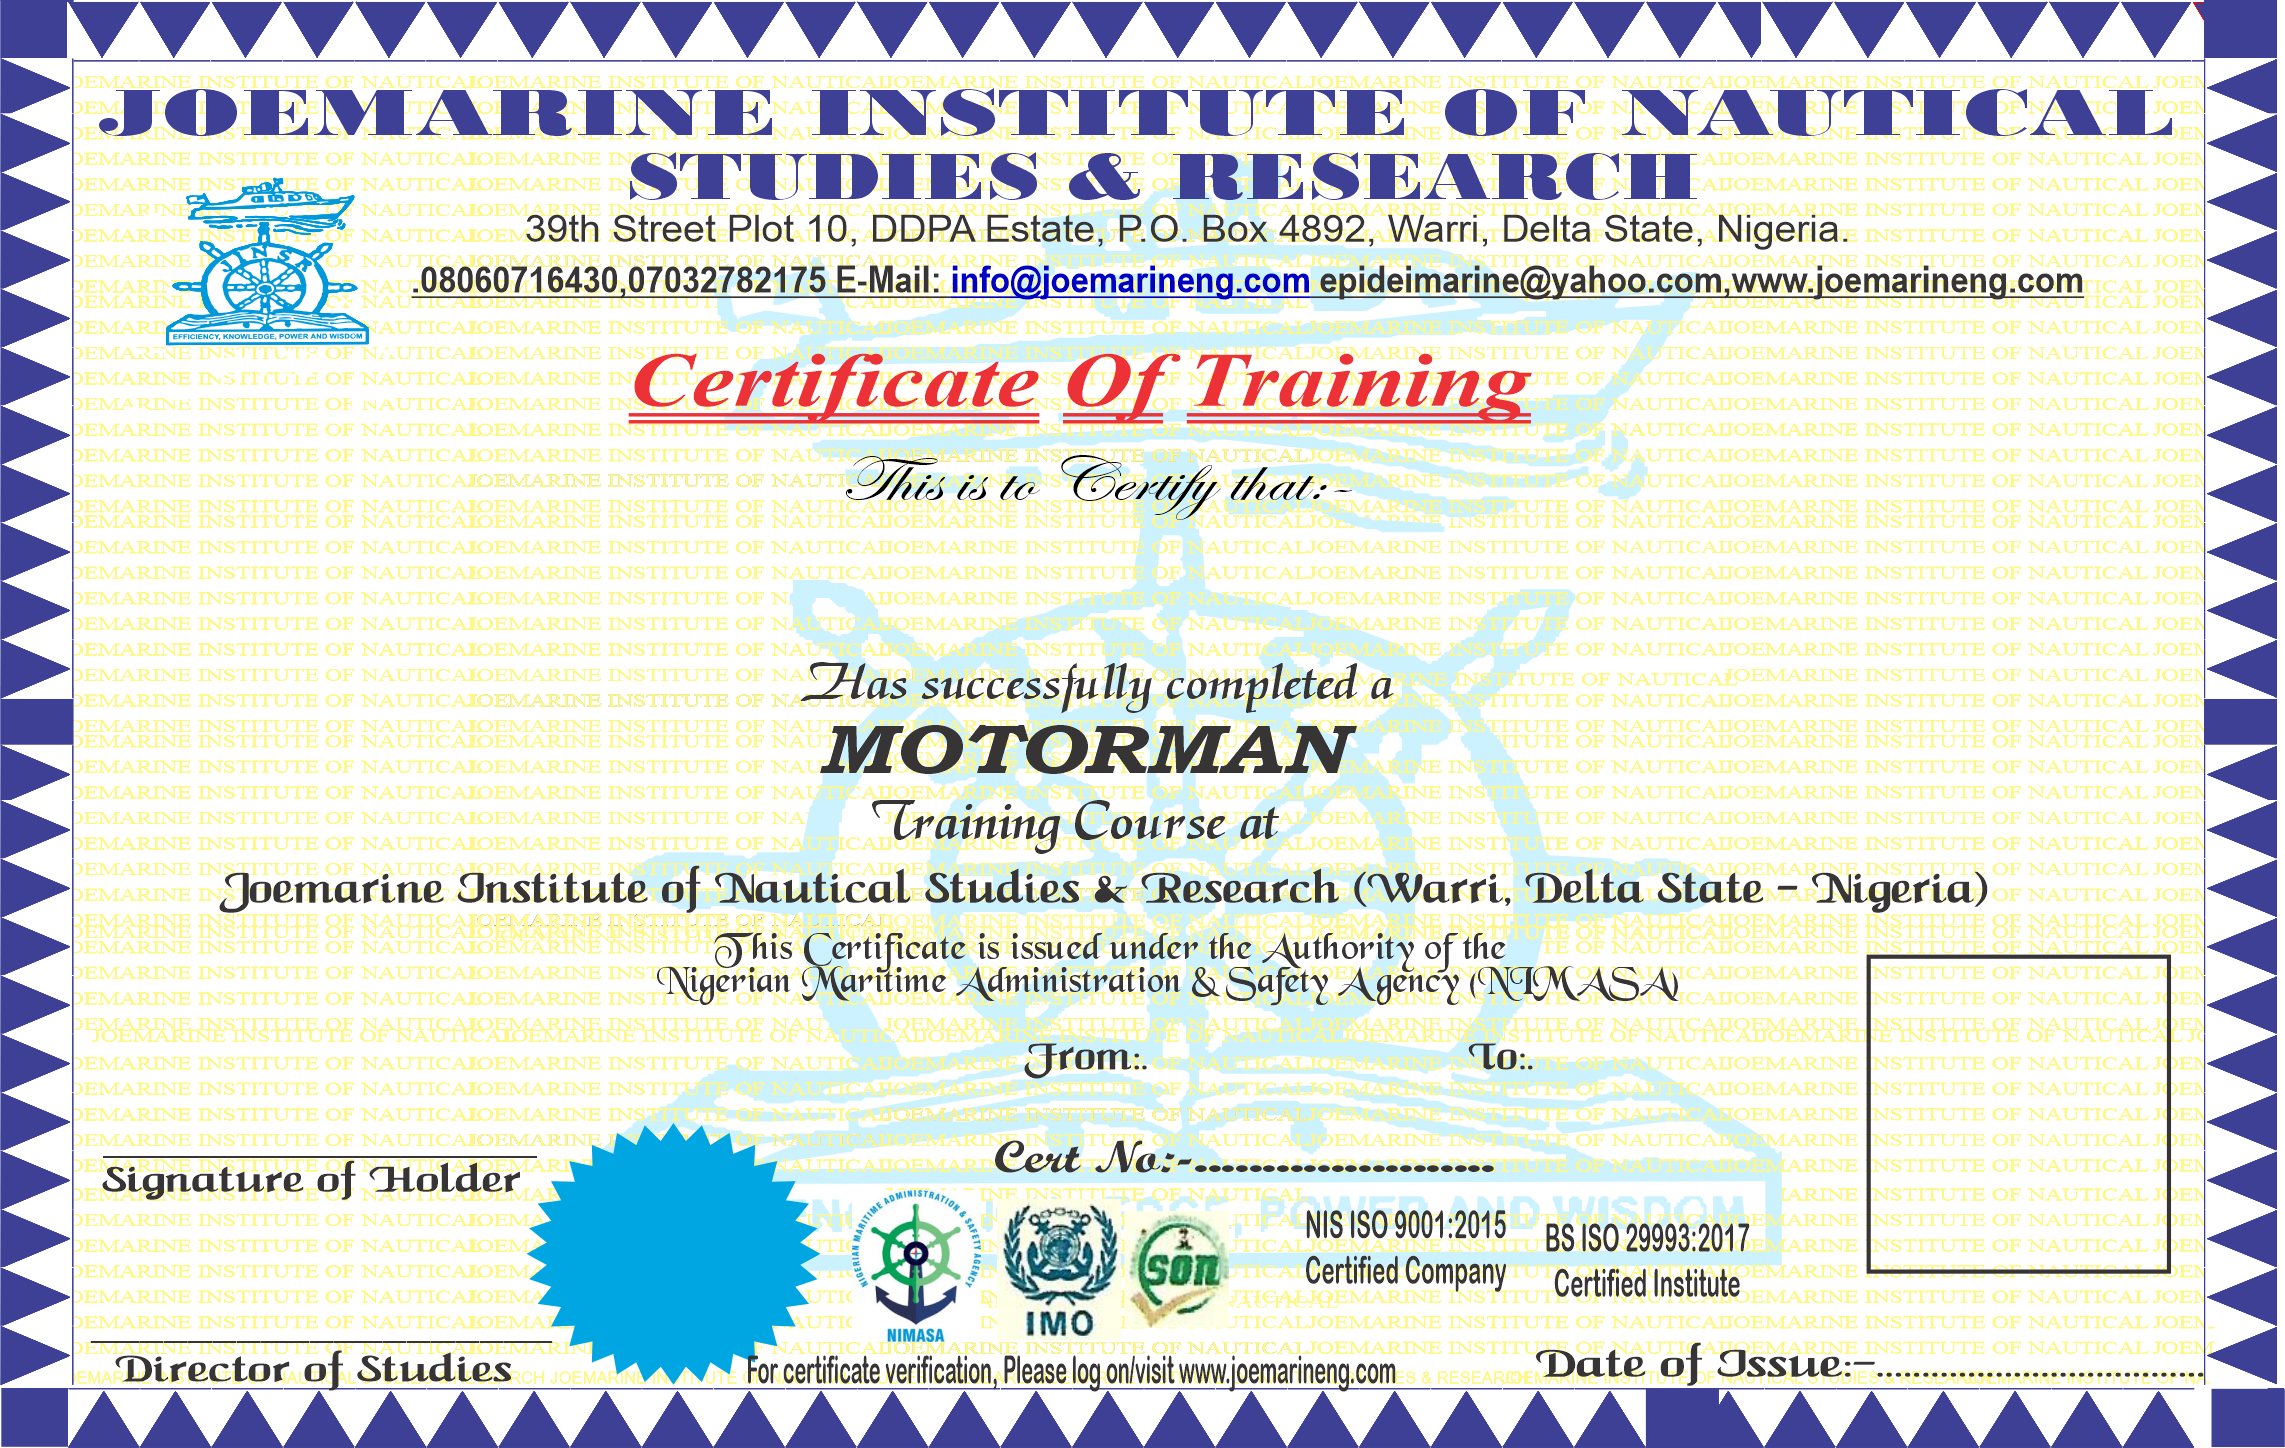 JOEMARINE INSTITUTE OF NAUTICAL
STUDIES & RESEARCH
39th Street Plot 10, DDPA Estate, P.O. Box 4892, Warri, Delta State, Nigeria.
.08060716430,07032782175 E-Mail: info@joemarineng.com epideimarine@yahoo.com,www.joemarineng.com
JINSR
EFFICIENCY, KNOWLEDGE, POWER AND WISDOM
Certificate Of Training
This is to Certify that:-
Has successfully completed a
MOTORMAN
Training Course at
Joemarine Institute of Nautical Studies & Research (Warri, Delta State - Nigeria)
This Certificate is issued under the Authority of the
Nigerian Maritime Administration & Safety Agency (NIMASA)
From:. To:.
Cert No:-......................
Signature of Holder
NIGERIAN MARITIME ADMINISTRATION & SAFETY AGENCY
NIMASA
IMO
son
NIS ISO 9001:2015
Certified Company
BS ISO 29993:2017
Certified Institute
Director of Studies
For certificate verification, Please log on/visit www.joemarineng.com
Date of Issue:-....................................